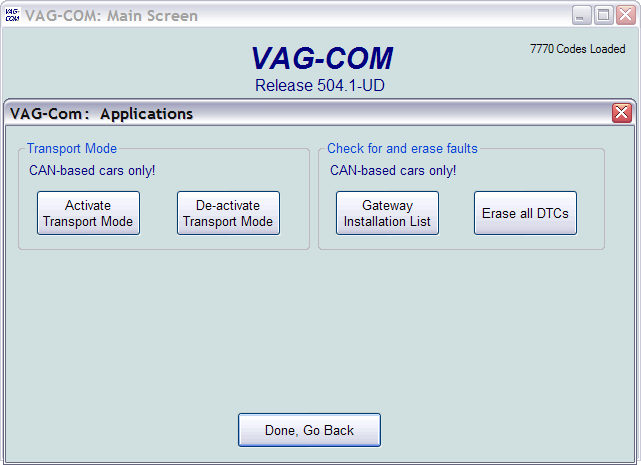 VAG-COM
VAG-COM: Main Screen
VAG-COM
7770 Codes Loaded
Release 504.1-UD
VAG-Com: Applications
Transport Mode
CAN-based cars only!
Activate
Transport Mode
De-activate
Transport Mode
Check for and erase faults
CAN-based cars only!
Gateway
Installation List
Erase all DTCs
Done, Go Back